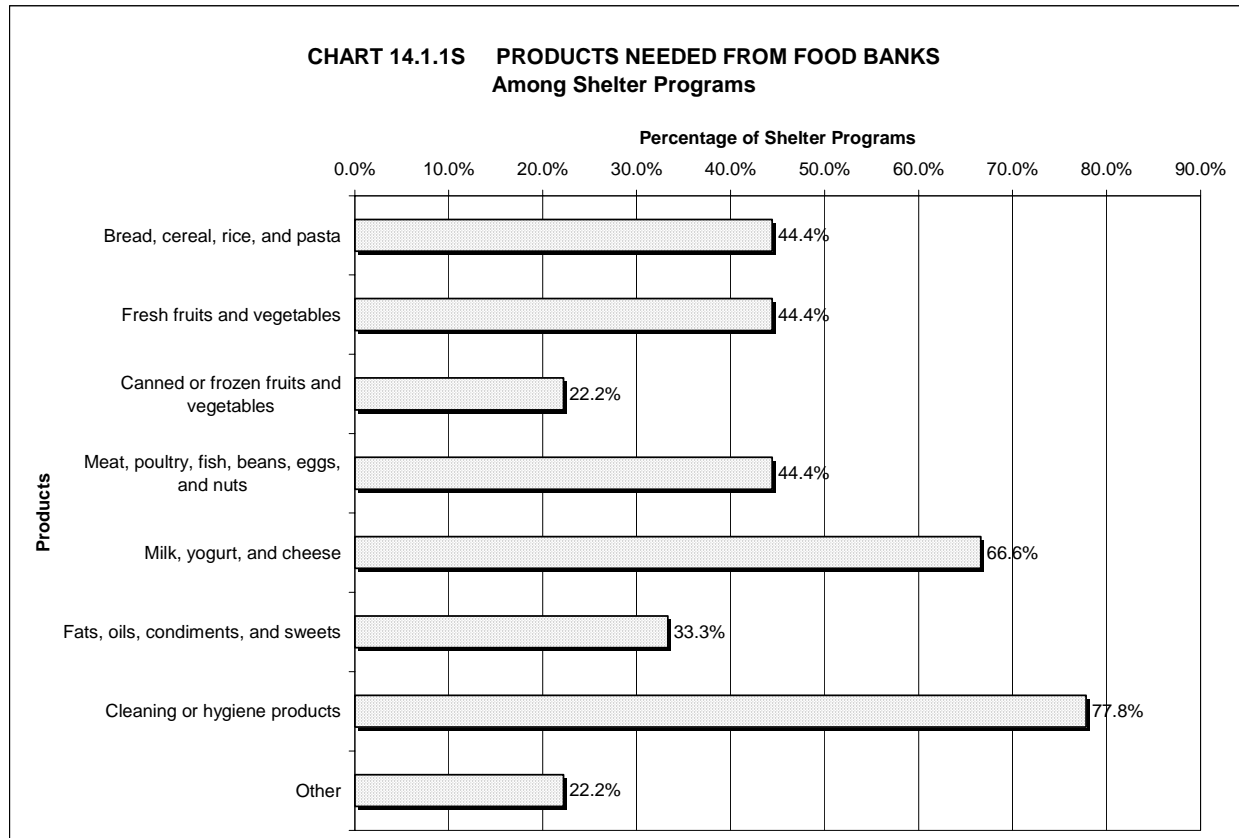 CHART 14.1.1S PRODUCTS NEEDED FROM FOOD BANKS
Among Shelter Programs
Percentage of Shelter Programs
0.0% 10.0% 20.0% 30.0% 40.0% 50.0% 60.0% 70.0% 80.0% 90.0%
Products
Bread, cereal, rice, and pasta 44.4%
Fresh fruits and vegetables 44.4%
Canned or frozen fruits and
vegetables 22.2%
Meat, poultry, fish, beans, eggs,
and nuts 44.4%
Milk, yogurt, and cheese 66.6%
Fats, oils, condiments, and sweets 33.3%
Cleaning or hygiene products 77.8%
Other 22.2%